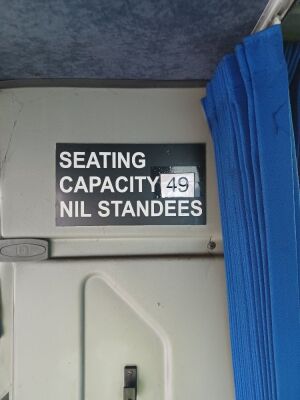 SEATING
CAPACITY 49
NIL STANDEES